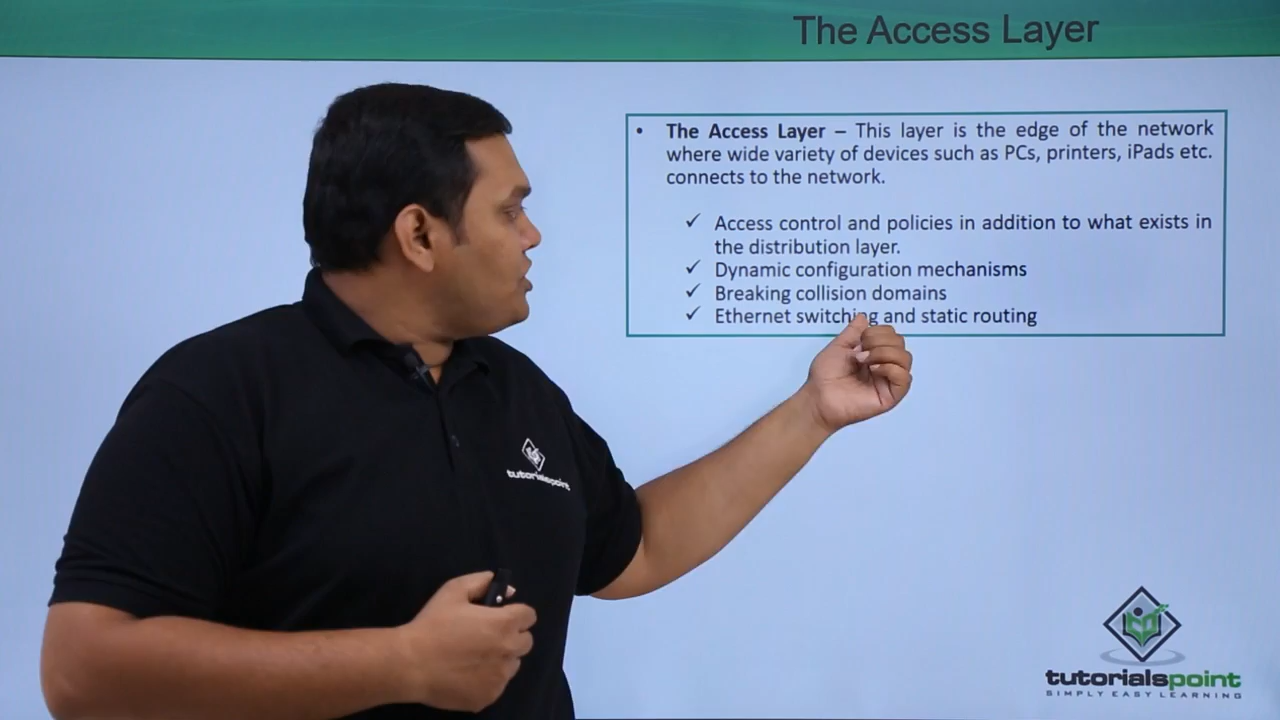 The Access Layer
• The Access Layer – This layer is the edge of the network
where wide variety of devices such as PCs, printers, iPads etc.
connects to the network.
✓ Access control and policies in addition to what exists in
the distribution layer.
✓ Dynamic configuration mechanisms
✓ Breaking collision domains
✓ Ethernet switching and static routing
tutorialspoint
tutorialspoint
SIMPLY EASY LEARNING